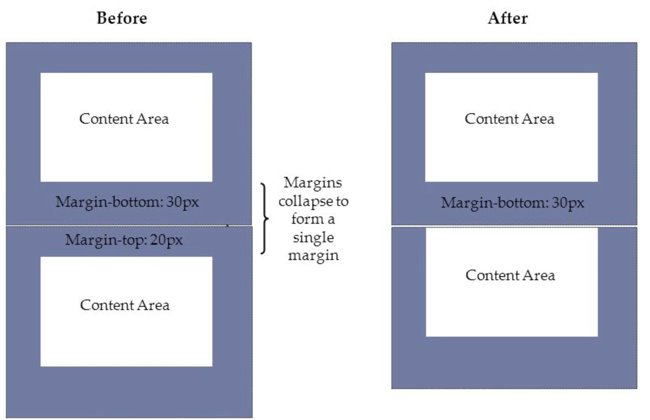 Before
After
Content Area
Content Area
Margin-bottom: 30px
Margins
collapse to
form a
single
margin
Margin-bottom: 30px
Margin-top: 20px
Content Area
Content Area